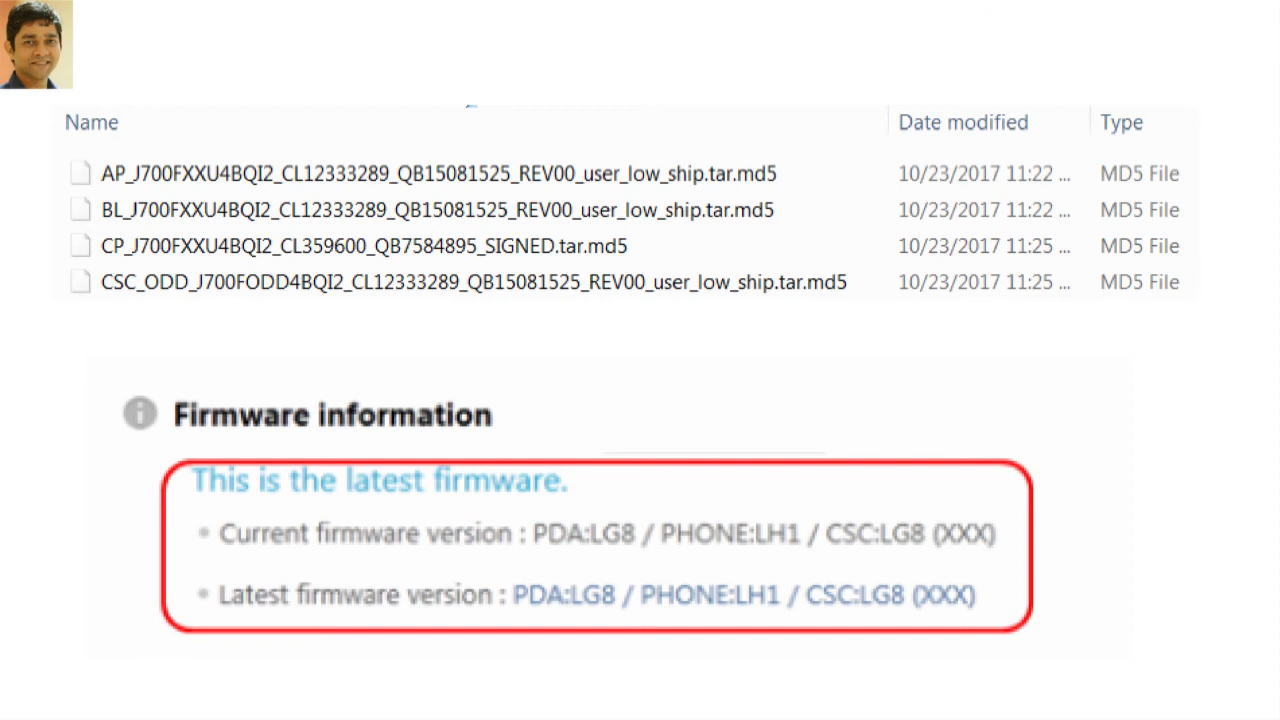 Name Date modified Type
AP_J700FXXU4BQI2_CL12333289_QB15081525_REV00_user_low_ship.tar.md5 10/23/2017 11:22 ... MD5 File
BL_J700FXXU4BQI2_CL12333289_QB15081525_REV00_user_low_ship.tar.md5 10/23/2017 11:22 ... MD5 File
CP_J700FXXU4BQI2_CL359600_QB7584895_SIGNED.tar.md5 10/23/2017 11:25 ... MD5 File
CSC_ODD_J700FODD4BQI2_CL12333289_QB15081525_REV00_user_low_ship.tar.md5 10/23/2017 11:25 ... MD5 File
Firmware information
This is the latest firmware.
Current firmware version : PDA:LG8 / PHONE:LH1 / CSC:LG8 (XXX)
Latest firmware version : PDA:LG8 / PHONE:LH1 / CSC:LG8 (XXX)